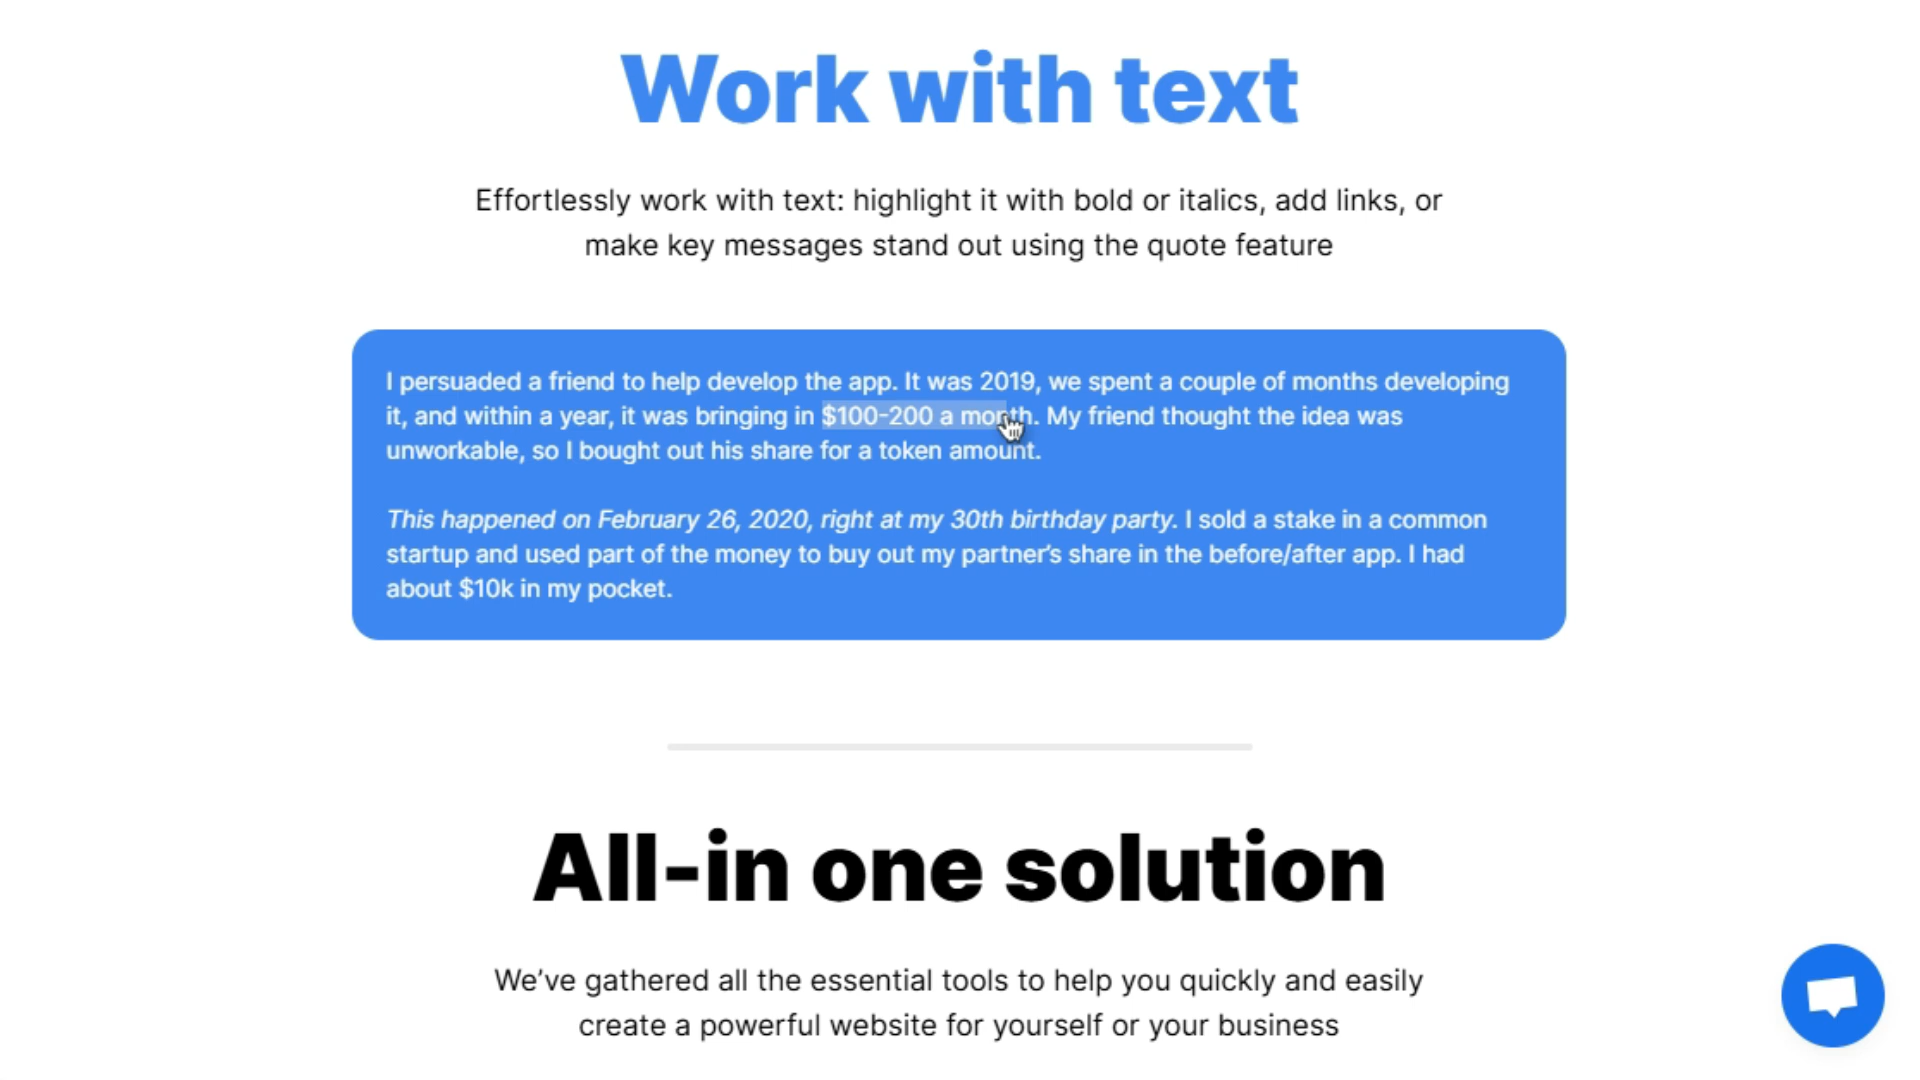 Work with text
Effortlessly work with text: highlight it with bold or italics, add links, or
make key messages stand out using the quote feature
I persuaded a friend to help develop the app. It was 2019, we spent a couple of months developing
it, and within a year, it was bringing in $100-200 a month. My friend thought the idea was
unworkable, so I bought out his share for a token amount.
This happened on February 26, 2020, right at my 30th birthday party. I sold a stake in a common
startup and used part of the money to buy out my partner’s share in the before/after app. I had
about $10k in my pocket.
All-in one solution
We’ve gathered all the essential tools to help you quickly and easily
create a powerful website for yourself or your business